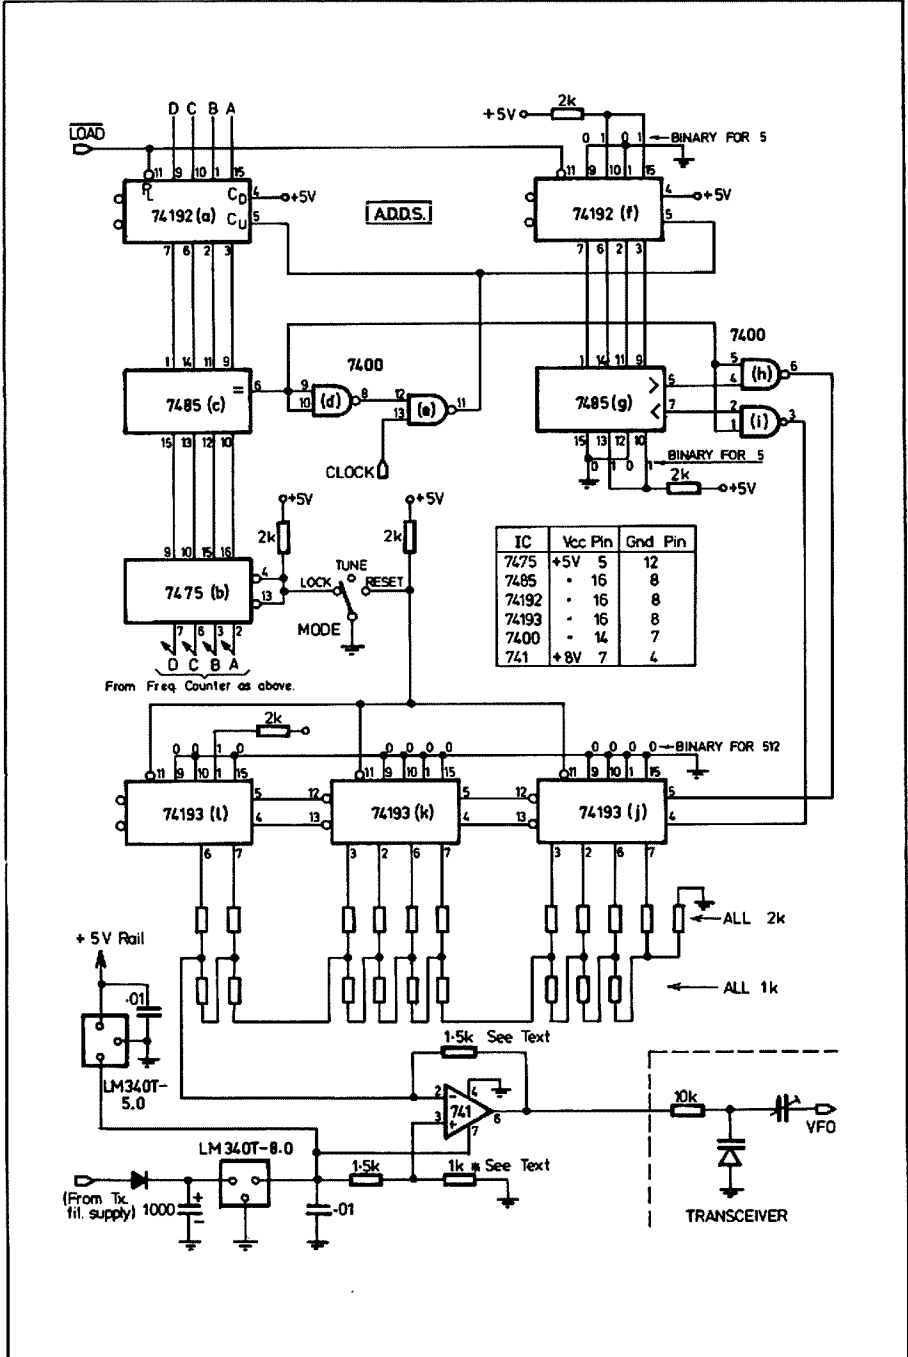 D C B A
LOAD
+5V
2k
0 1 0 1
BINARY FOR 5
11 9 10 1 15
PL
CD 4 +5V
74192 (a)
CU 5
7 6 2 3
A.D.D.S.
11 9 10 1 15
4 +5V
74192 (f)
5
7 6 2 3
1 14 11 9
= 6
7485 (c)
15 13 12 10
7400
9
10
(d)
8
12
13
(e)
11
CLOCK
1 14 11 9
> 5
7485 (g)
< 7
15 13 12 10
0 1 0 1
BINARY FOR 5
2k
+5V
7400
5
4
(h)
6
2
1
(i)
3
+5V
2k
+5V
2k
9 10 15 16
4
7475 (b)
13
7 6 3 2
D C B A
From Freq. Counter as above.
TUNE
LOCK
RESET
MODE
IC Vcc Pin Gnd Pin
7475 +5V 5 12
7485 " 16 8
74192 " 16 8
74193 " 16 8
7400 " 14 7
741 +8V 7 4
2k
0 0 1 0
0 0 0 0
0 0 0 0
BINARY FOR 512
11 9 10 1 15
11 9 10 1 15
11 9 10 1 15
74193 (l)
5
4
12
13
74193 (k)
5
4
12
13
74193 (j)
5
4
6 7
3 2 6 7
3 2 6 7
ALL 2k
ALL 1k
+ 5V Rail
.01
LM340T-
5.0
1.5k See Text
2 -
3 +
741
4
7
6
LM340T-8.0
(From Tx.
fil. supply)
1000
+
-
.01
1.5k
1k * See Text
10k
VFO
TRANSCEIVER